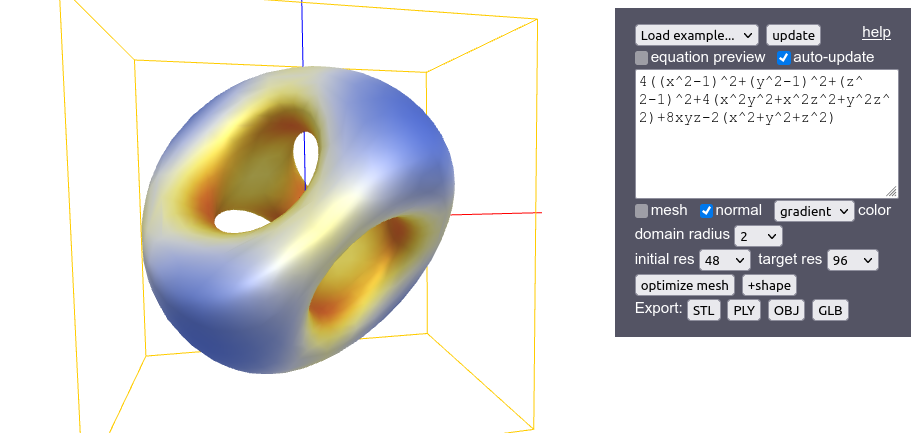 Load example... update help
equation preview auto-update
4((x^2-1)^2+(y^2-1)^2+(z^
2-1)^2+4(x^2y^2+x^2z^2+y^2z^
2)+8xyz-2(x^2+y^2+z^2)
mesh normal gradient color
domain radius 2
initial res 48 target res 96
optimize mesh +shape
Export: STL PLY OBJ GLB